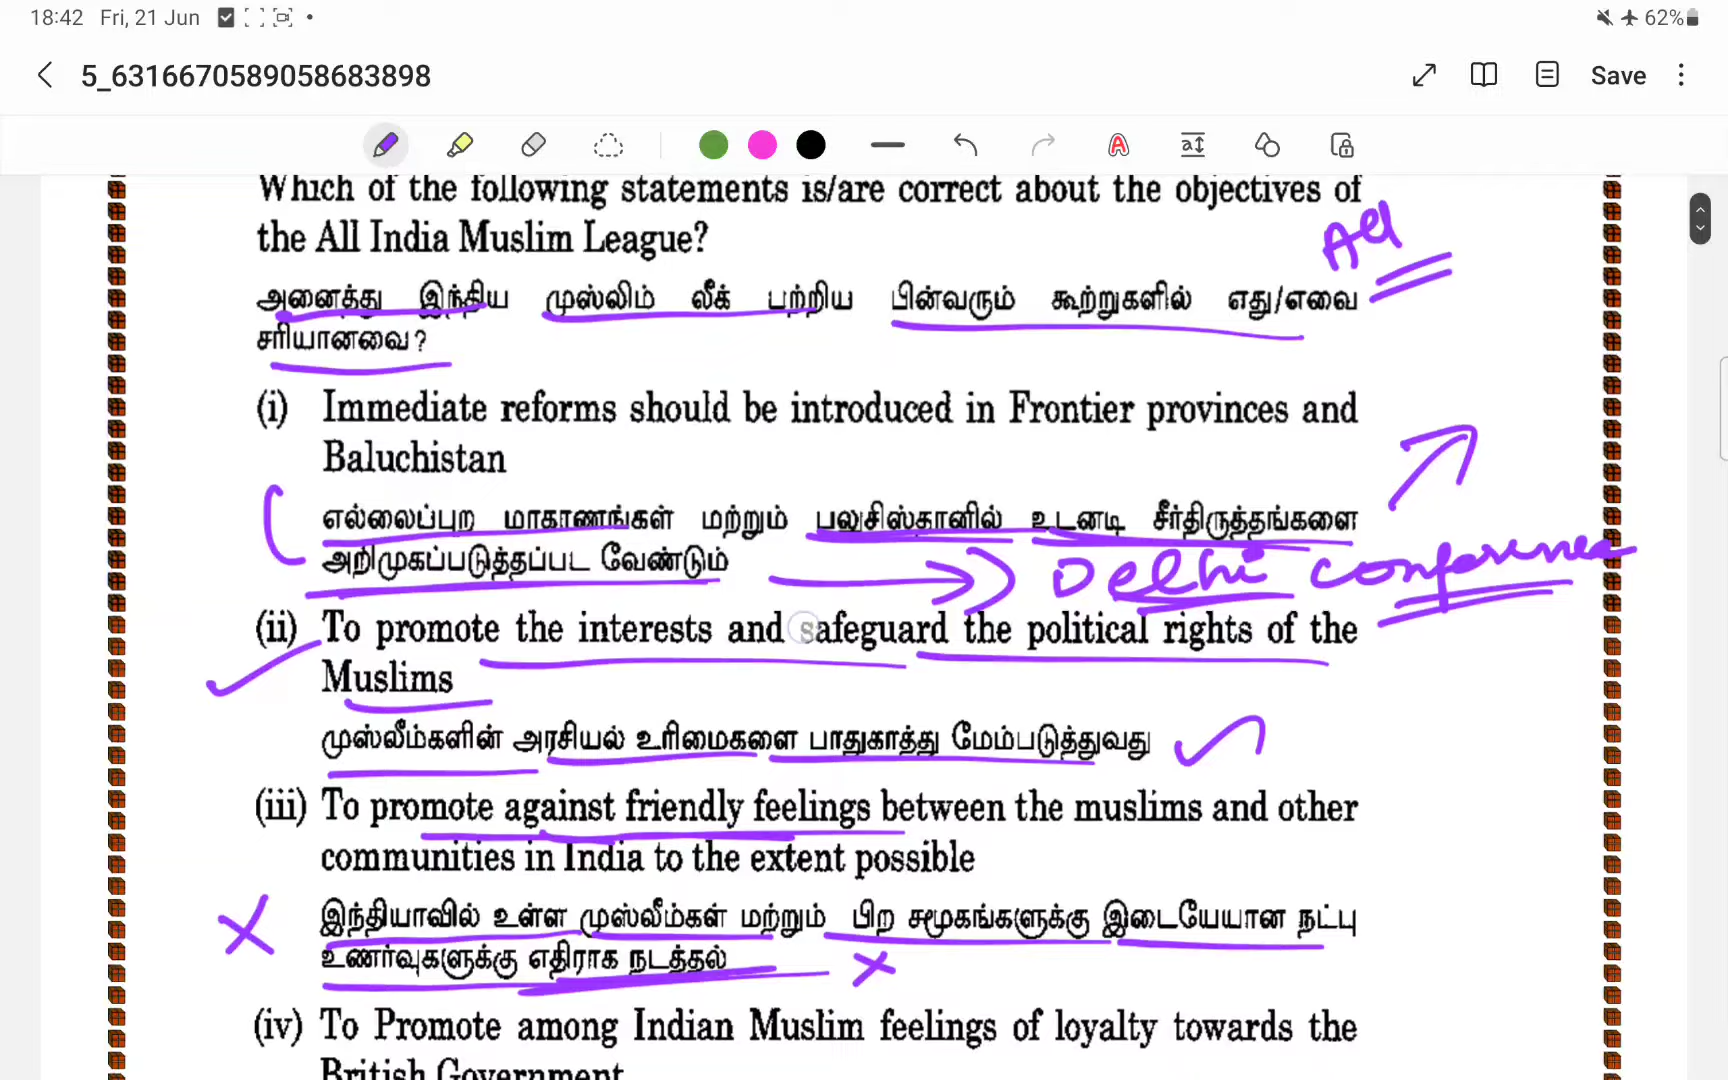 18:42 Fri, 21 Jun
62%
5_6316670589058683898
Save
Which of the following statements is/are correct about the objectives of
the All India Muslim League?
அனைத்து இந்திய முஸ்லிம் லீக் பற்றிய பின்வரும் கூற்றுகளில் எது/எவை
சரியானவை?
(i) Immediate reforms should be introduced in Frontier provinces and
Baluchistan
எல்லைப்புற மாகாணங்கள் மற்றும் பலுசிஸ்தானில் உடனடி சீர்திருத்தங்களை
அறிமுகப்படுத்தப்பட வேண்டும்
Delhi conference
(ii) To promote the interests and safeguard the political rights of the
Muslims
முஸ்லீம்களின் அரசியல் உரிமைகளை பாதுகாத்து மேம்படுத்துவது
(iii) To promote against friendly feelings between the muslims and other
communities in India to the extent possible
இந்தியாவில் உள்ள முஸ்லீம்கள் மற்றும் பிற சமூகங்களுக்கு இடையேயான நட்பு
உணர்வுகளுக்கு எதிராக நடத்தல்
(iv) To Promote among Indian Muslim feelings of loyalty towards the
British Government